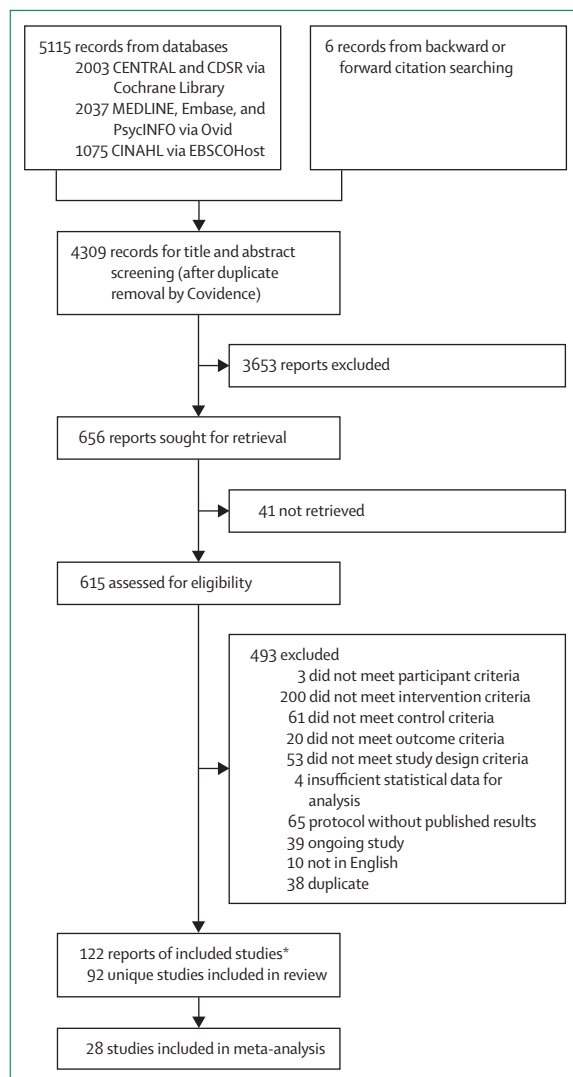 5115 records from databases
2003 CENTRAL and CDSR via
Cochrane Library
2037 MEDLINE, Embase, and
PsycINFO via Ovid
1075 CINAHL via EBSCOHost
6 records from backward or
forward citation searching
4309 records for title and abstract
screening (after duplicate
removal by Covidence)
3653 reports excluded
656 reports sought for retrieval
41 not retrieved
615 assessed for eligibility
493 excluded
3 did not meet participant criteria
200 did not meet intervention criteria
61 did not meet control criteria
20 did not meet outcome criteria
53 did not meet study design criteria
4 insufficient statistical data for
analysis
65 protocol without published results
39 ongoing study
10 not in English
38 duplicate
122 reports of included studies*
92 unique studies included in review
28 studies included in meta-analysis